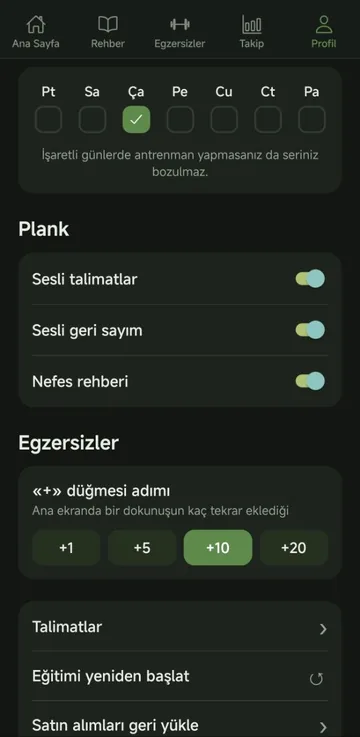 Ana Sayfa
Rehber
Egzersizler
Takip
Profil
Pt Sa Ça Pe Cu Ct Pa
İşaretli günlerde antrenman yapmasanız da seriniz
bozulmaz.
Plank
Sesli talimatlar
Sesli geri sayım
Nefes rehberi
Egzersizler
«+» düğmesi adımı
Ana ekranda bir dokunuşun kaç tekrar eklediği
+1 +5 +10 +20
Talimatlar
Eğitimi yeniden başlat
Satın alımları geri yükle